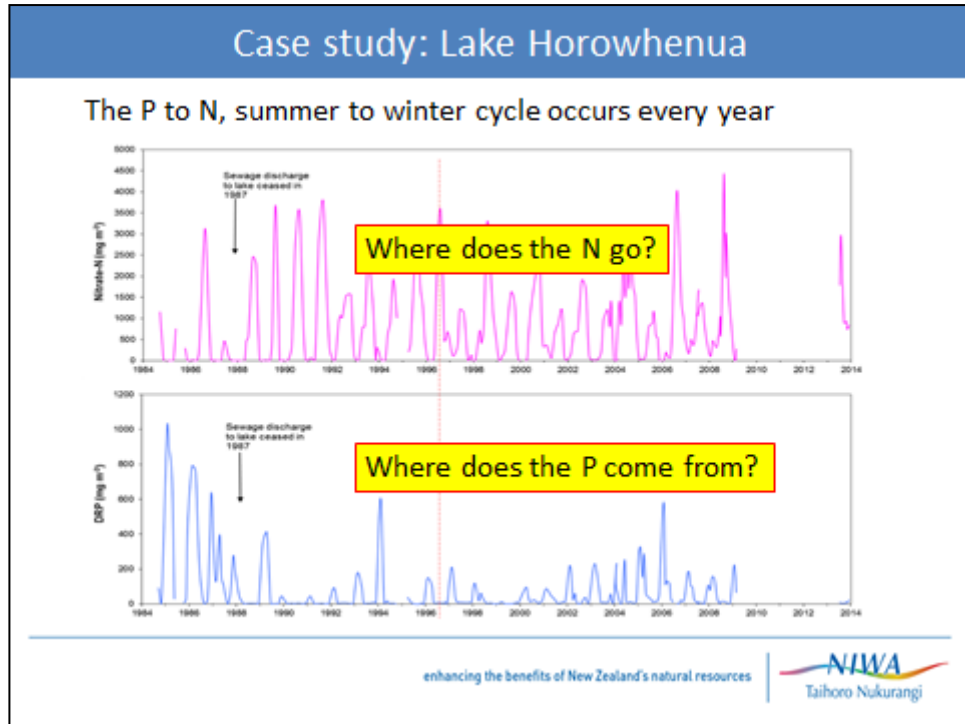 Case study: Lake Horowhenua
The P to N, summer to winter cycle occurs every year
5000
4500
4000
3500
3000
2500
2000
1500
1000
500
0
Nitrate-N (mg m⁻³)
Sewage discharge
to lake ceased in
1987
Where does the N go?
1984 1986 1988 1990 1992 1994 1996 1998 2000 2002 2004 2006 2008 2010 2012 2014
1200
1000
800
600
400
200
0
DRP (mg m⁻³)
Sewage discharge
to lake ceased in
1987
Where does the P come from?
1984 1986 1988 1990 1992 1994 1996 1998 2000 2002 2004 2006 2008 2010 2012 2014
enhancing the benefits of New Zealand's natural resources
NIWA
Taihoro Nukurangi